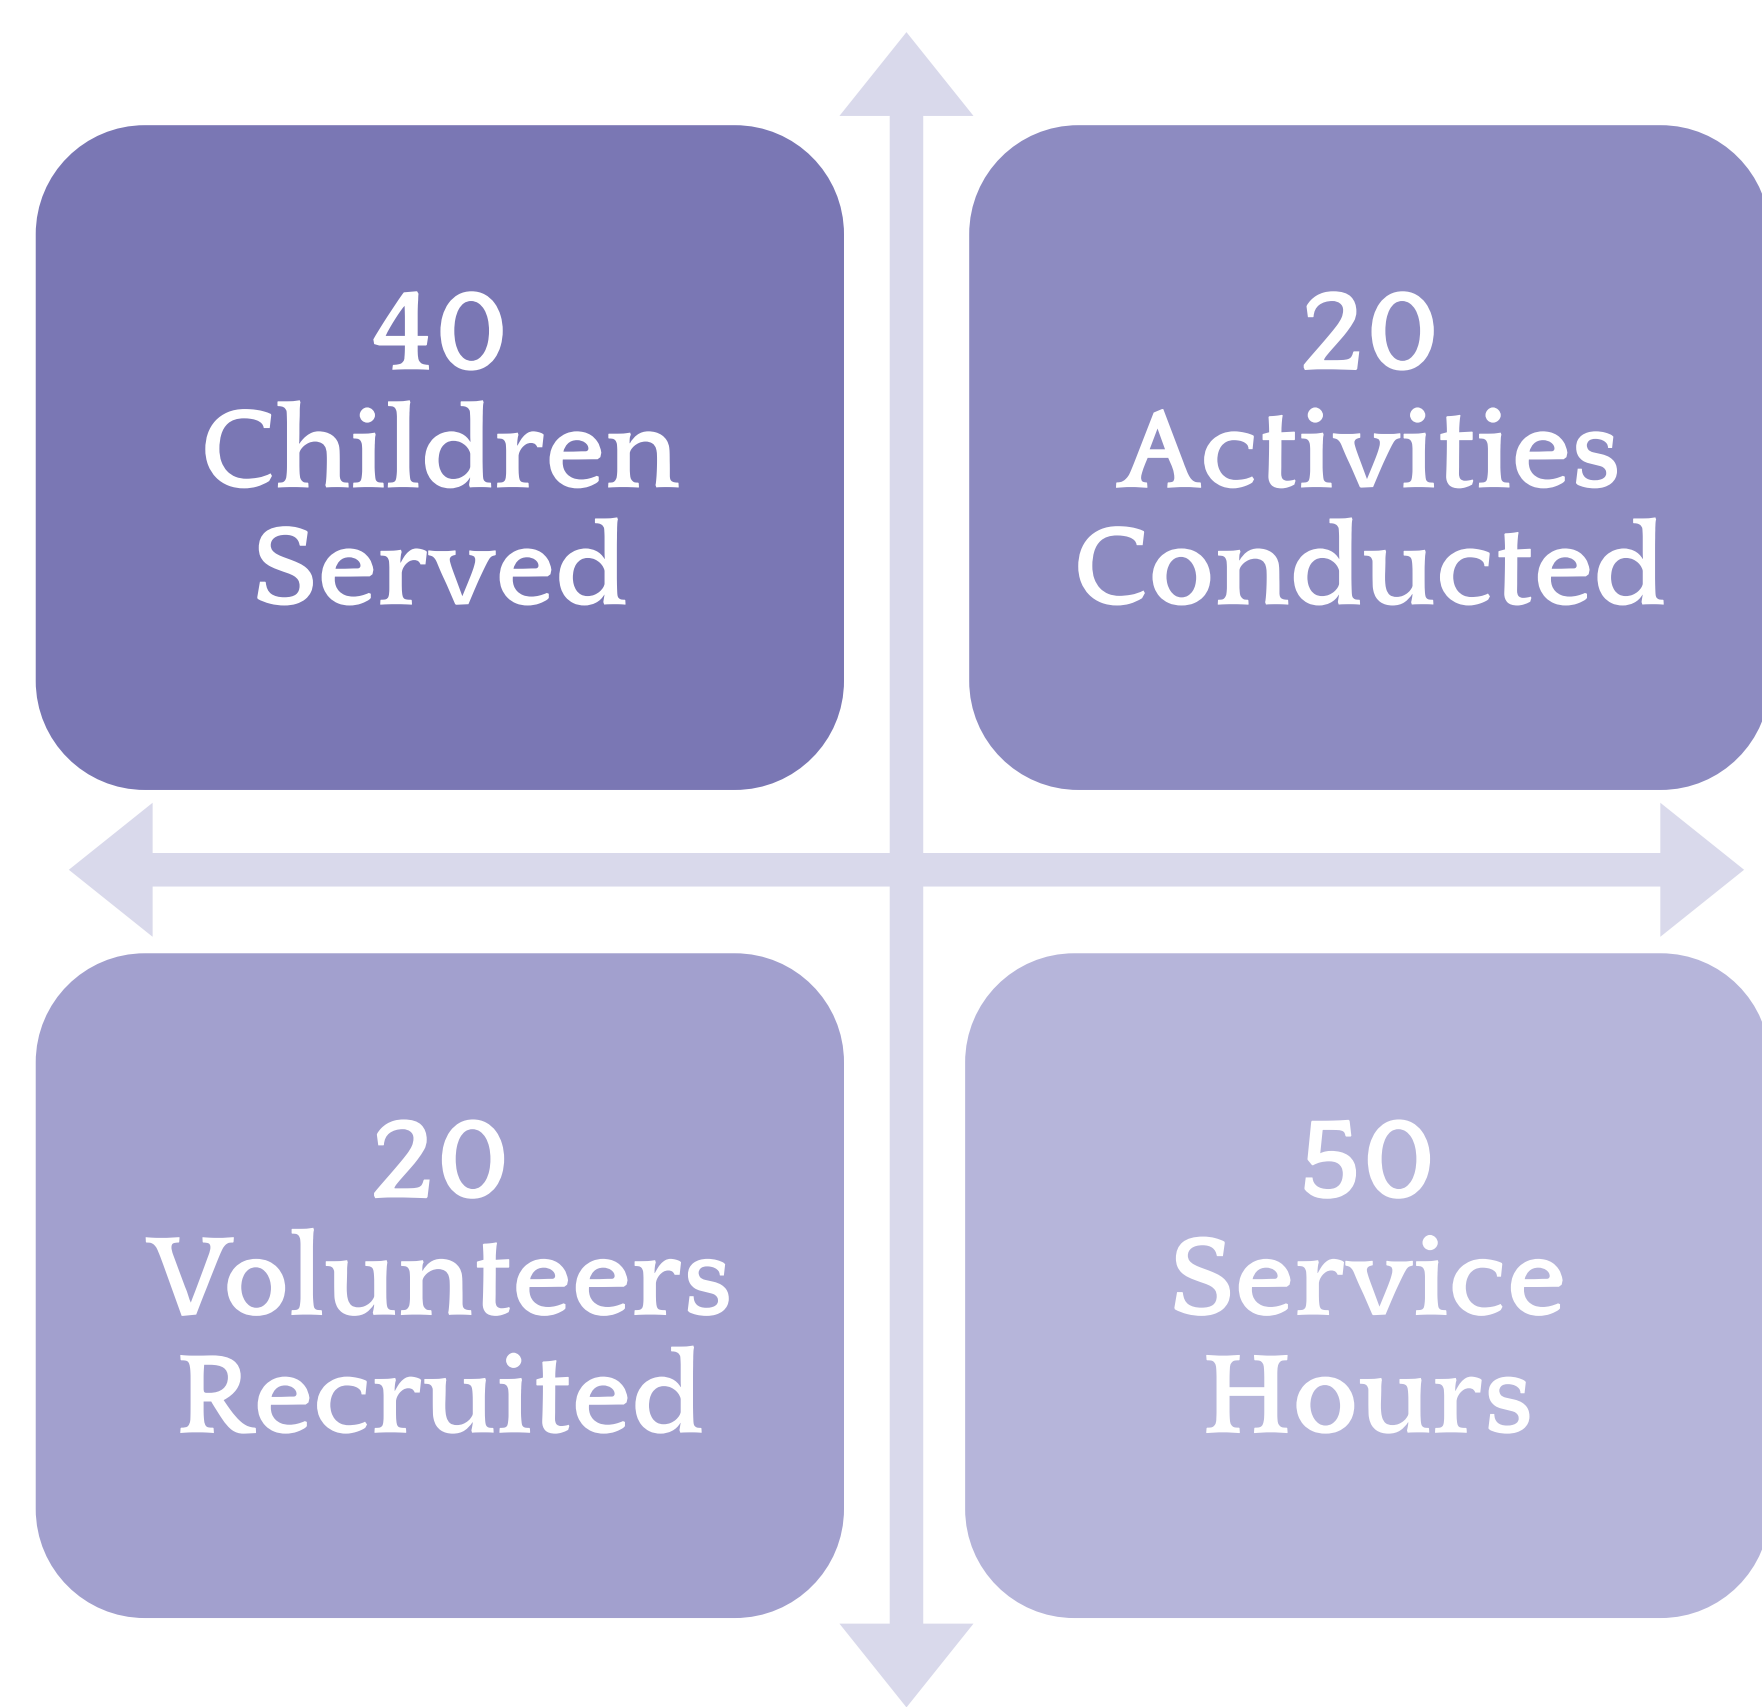 40
Children
Served
20
Activities
Conducted
20
Volunteers
Recruited
50
Service
Hours